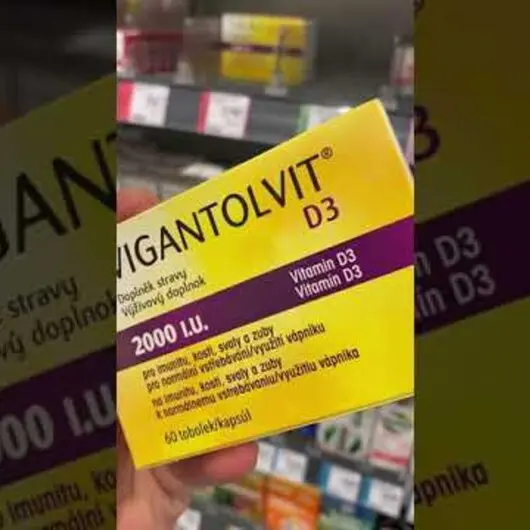 VIGANTOLVIT®
D3
Doplněk stravy
Výživový doplnok
Vitamin D3
Vitamín D3
2000 I.U.
pro imunitu, kosti, svaly a zuby
pro normální vstřebávání/využití vápníku
na imunitu, kosti, svaly a zuby
k normálnemu vstrebávaniu/využitiu vápnika
60 tobolek/kapsúl